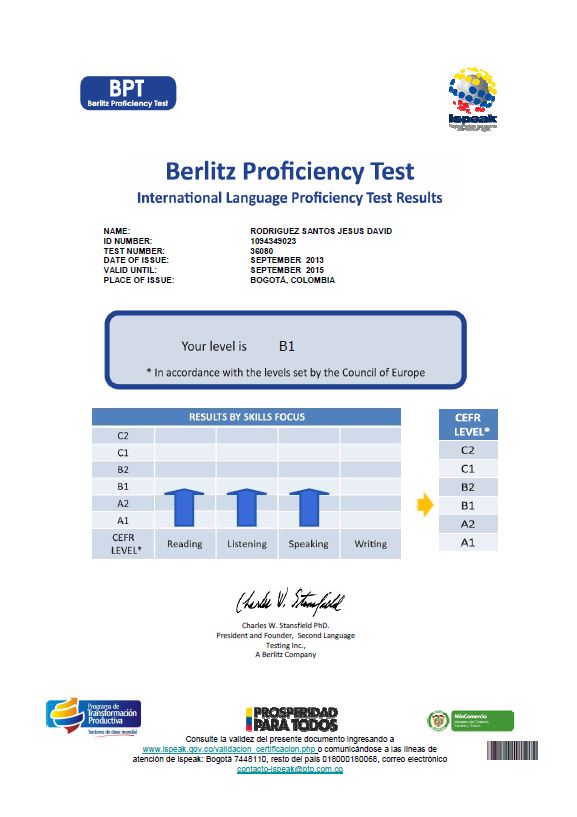 BPT
Berlitz Proficiency Test
ispeak
Berlitz Proficiency Test
International Language Proficiency Test Results
NAME: RODRIGUEZ SANTOS JESUS DAVID
ID NUMBER: 1094349023
TEST NUMBER: 36080
DATE OF ISSUE: SEPTEMBER 2013
VALID UNTIL: SEPTEMBER 2015
PLACE OF ISSUE: BOGOTÁ, COLOMBIA
Your level is B1
* In accordance with the levels set by the Council of Europe
RESULTS BY SKILLS FOCUS
C2
C1
B2
B1
A2
A1
CEFR LEVEL* Reading Listening Speaking Writing
CEFR
LEVEL*
C2
C1
B2
B1
A2
A1
Charles W. Stansfield
Charles W. Stansfield PhD.
President and Founder, Second Language
Testing Inc.,
A Berlitz Company
Programa de
Transformación
Productiva
Sectores de clase mundial
PROSPERIDAD
PARA TODOS
MinComercio
Consulte la validez del presente documento ingresando a
www.ispeak.gov.co/validacion_certificacion.php o comunicándose a las líneas de
atención de Ispeak: Bogotá 7448110, resto del país 018000180068, correo electrónico
contacto-ispeak@ptp.com.co